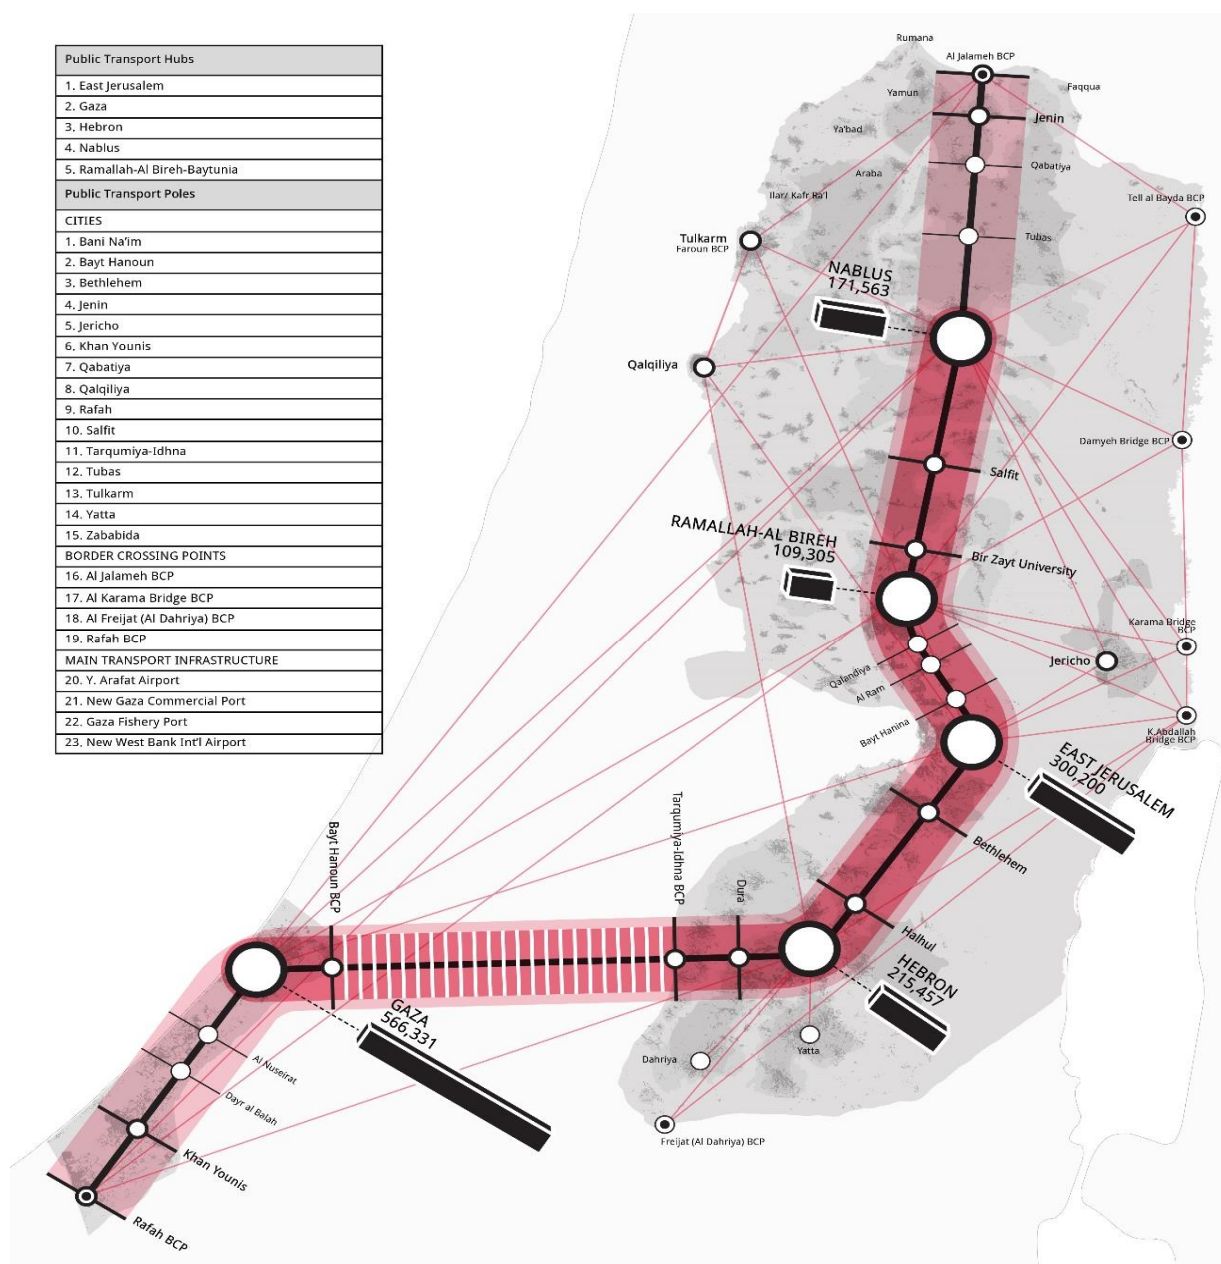 Public Transport Hubs
1. East Jerusalem
2. Gaza
3. Hebron
4. Nablus
5. Ramallah-Al Bireh-Baytunia
Public Transport Poles
CITIES
1. Bani Na'im
2. Bayt Hanoun
3. Bethlehem
4. Jenin
5. Jericho
6. Khan Younis
7. Qabatiya
8. Qalqiliya
9. Rafah
10. Salfit
11. Tarqumiya-Idhna
12. Tubas
13. Tulkarm
14. Yatta
15. Zababida
BORDER CROSSING POINTS
16. Al Jalameh BCP
17. Al Karama Bridge BCP
18. Al Freijat (Al Dahriya) BCP
19. Rafah BCP
MAIN TRANSPORT INFRASTRUCTURE
20. Y. Arafat Airport
21. New Gaza Commercial Port
22. Gaza Fishery Port
23. New West Bank Int'l Airport
Rumana
Al Jalameh BCP
Yamun
Faqqua
Jenin
Ya'bad
Qabatiya
Araba
Ilar/ Kafr Ra'I
Tell al Bayda BCP
Tulkarm
Faroun BCP
Tubas
NABLUS
171,563
Qalqiliya
Damyeh Bridge BCP
Salfit
RAMALLAH-AL BIREH
109,305
Bir Zayt University
Karama Bridge
BCP
Jericho
Qalandiya
Al Ram
Bayt Hanina
K.Abdallah
Bridge BCP
EAST JERUSALEM
300,200
Bethlehem
Bayt Hanoun BCP
Tarqumiya-Idhna BCP
Dura
Halhul
HEBRON
215,457
GAZA
566,331
Yatta
Dahriya
Al Nuseirat
Dayr al Balah
Freijat (Al Dahriya) BCP
Khan Younis
Rafah BCP